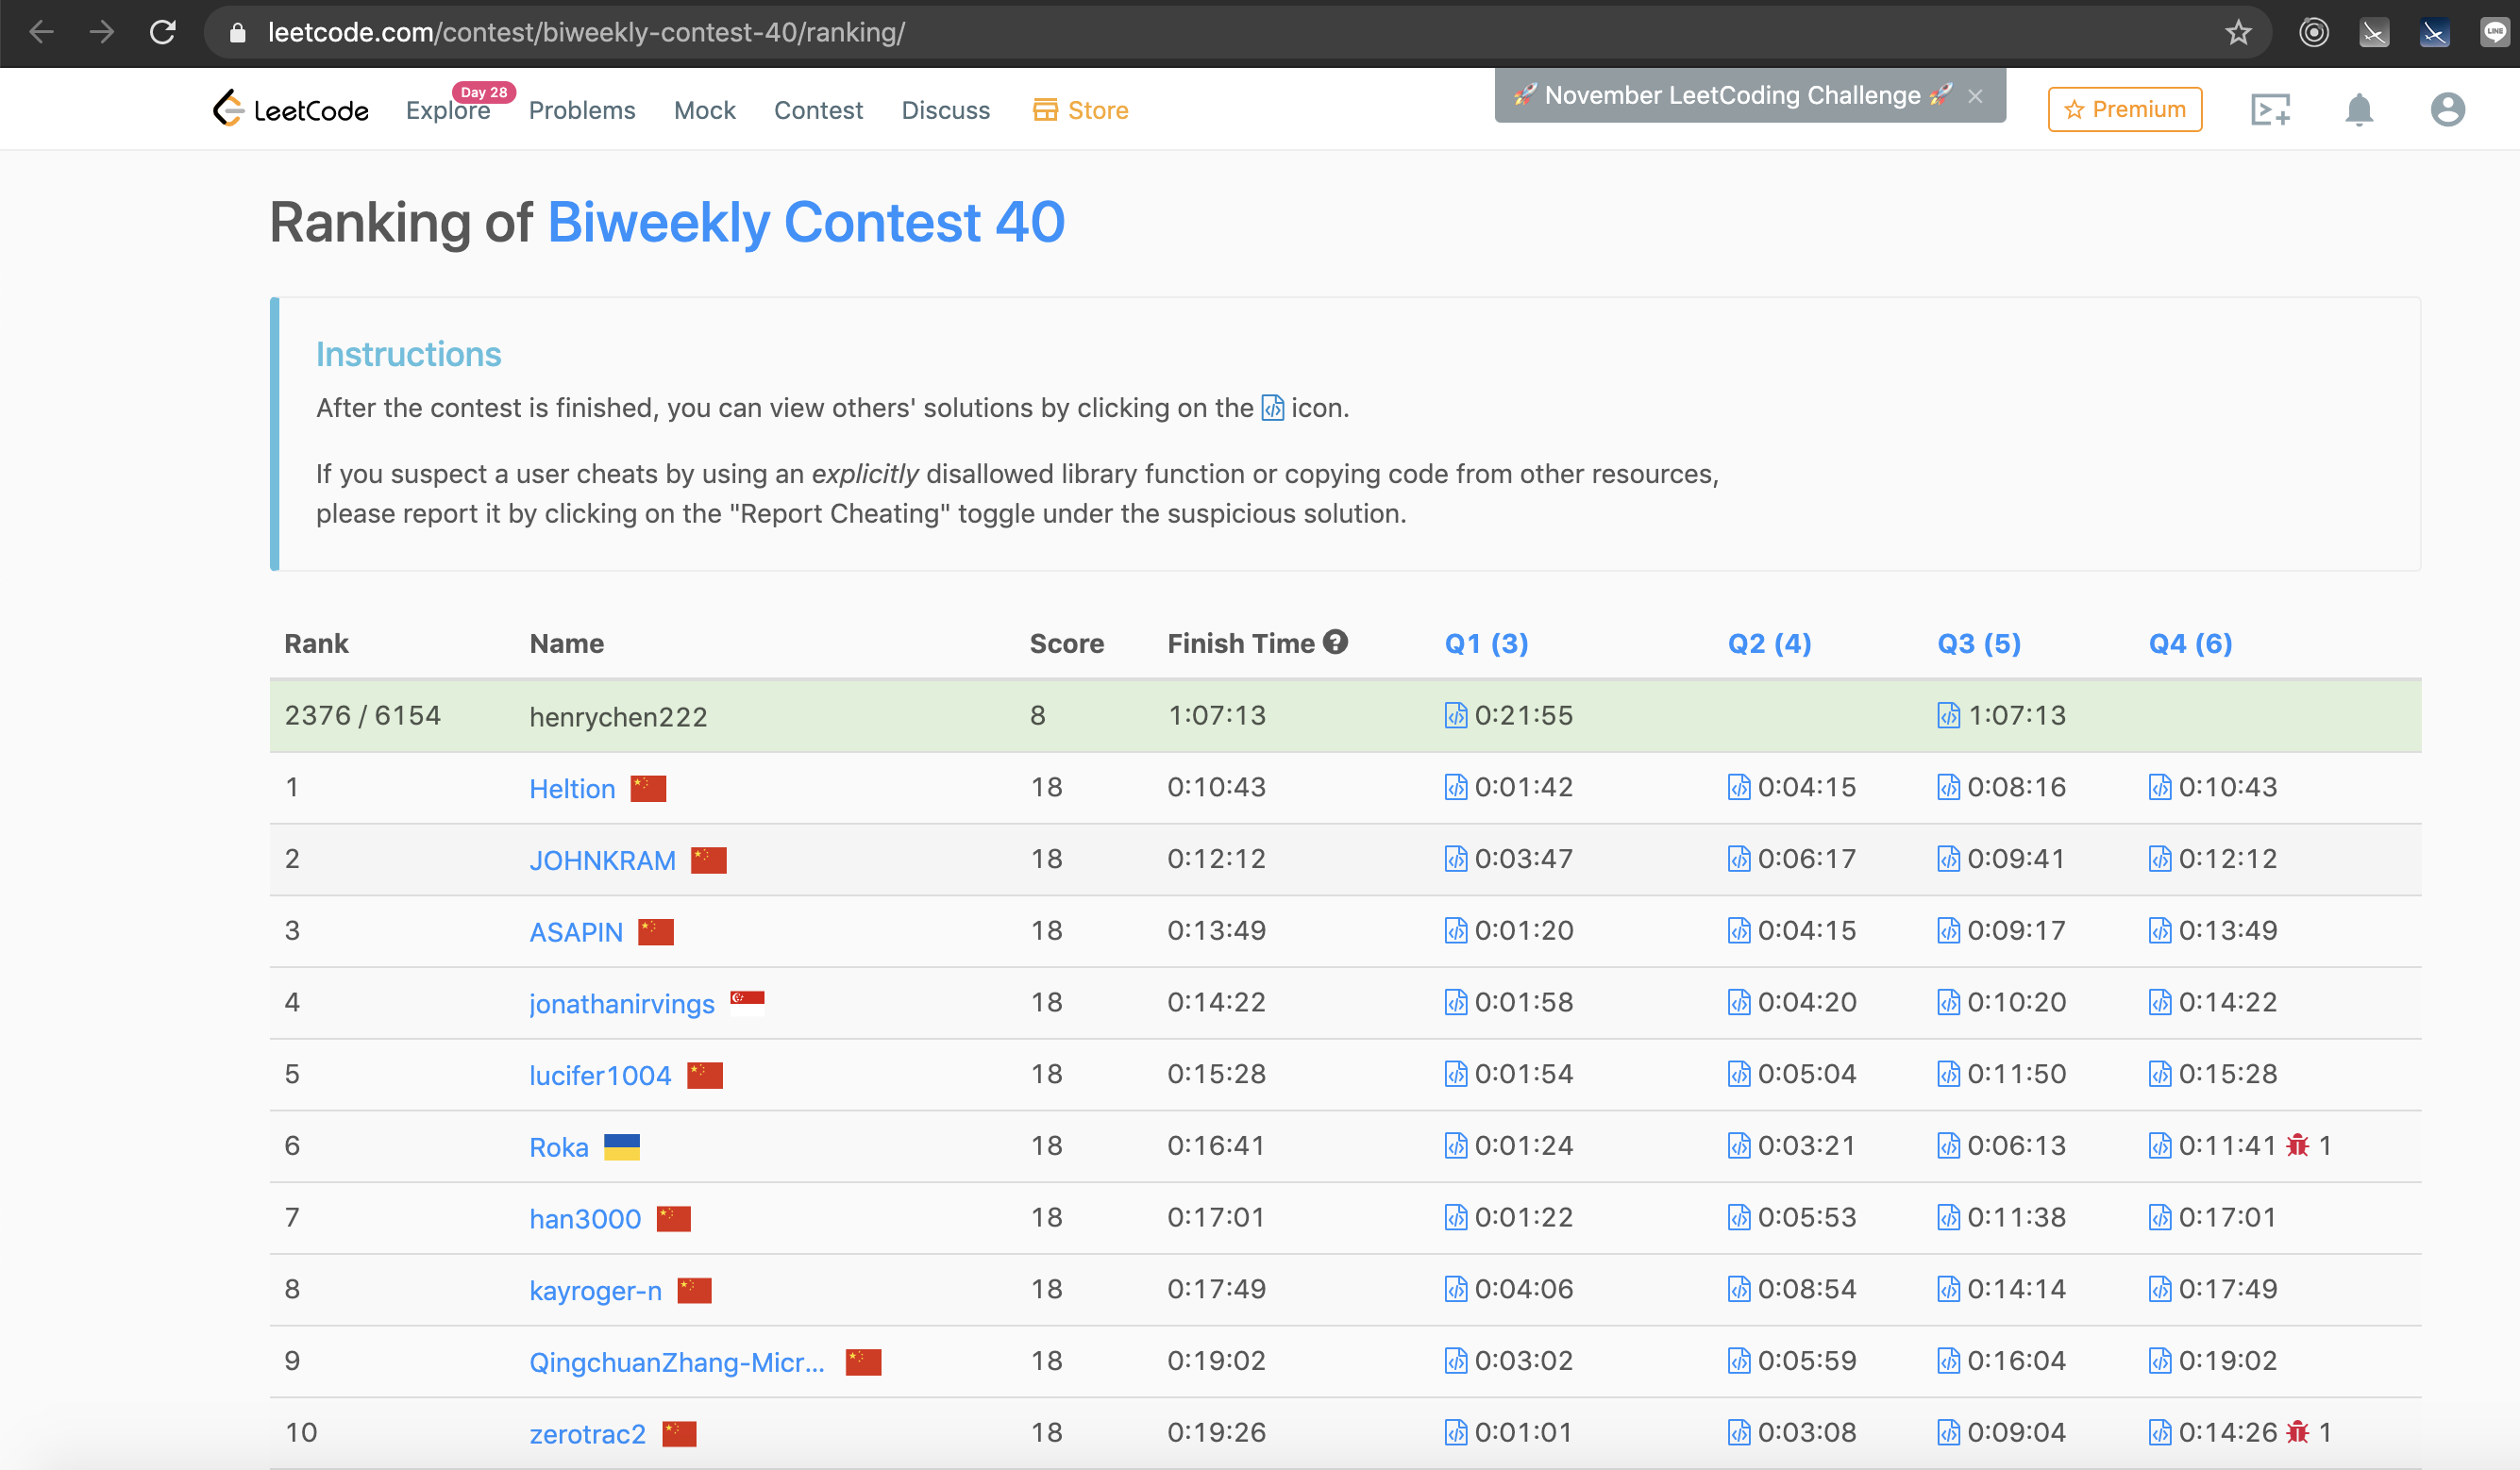 leetcode.com/contest/biweekly-contest-40/ranking/
LINE
LeetCode Explore Day 28 Problems Mock Contest Discuss Store 🚀 November LeetCoding Challenge 🚀 × Premium
Ranking of Biweekly Contest 40
Instructions
After the contest is finished, you can view others' solutions by clicking on the icon.
If you suspect a user cheats by using an explicitly disallowed library function or copying code from other resources,
please report it by clicking on the "Report Cheating" toggle under the suspicious solution.
Rank Name Score Finish Time ? Q1 (3) Q2 (4) Q3 (5) Q4 (6)
2376 / 6154 henrychen222 8 1:07:13 0:21:55 1:07:13
1 Heltion 18 0:10:43 0:01:42 0:04:15 0:08:16 0:10:43
2 JOHNKRAM 18 0:12:12 0:03:47 0:06:17 0:09:41 0:12:12
3 ASAPIN 18 0:13:49 0:01:20 0:04:15 0:09:17 0:13:49
4 jonathanirvings 18 0:14:22 0:01:58 0:04:20 0:10:20 0:14:22
5 lucifer1004 18 0:15:28 0:01:54 0:05:04 0:11:50 0:15:28
6 Roka 18 0:16:41 0:01:24 0:03:21 0:06:13 0:11:41 1
7 han3000 18 0:17:01 0:01:22 0:05:53 0:11:38 0:17:01
8 kayroger-n 18 0:17:49 0:04:06 0:08:54 0:14:14 0:17:49
9 QingchuanZhang-Micr... 18 0:19:02 0:03:02 0:05:59 0:16:04 0:19:02
10 zerotrac2 18 0:19:26 0:01:01 0:03:08 0:09:04 0:14:26 1